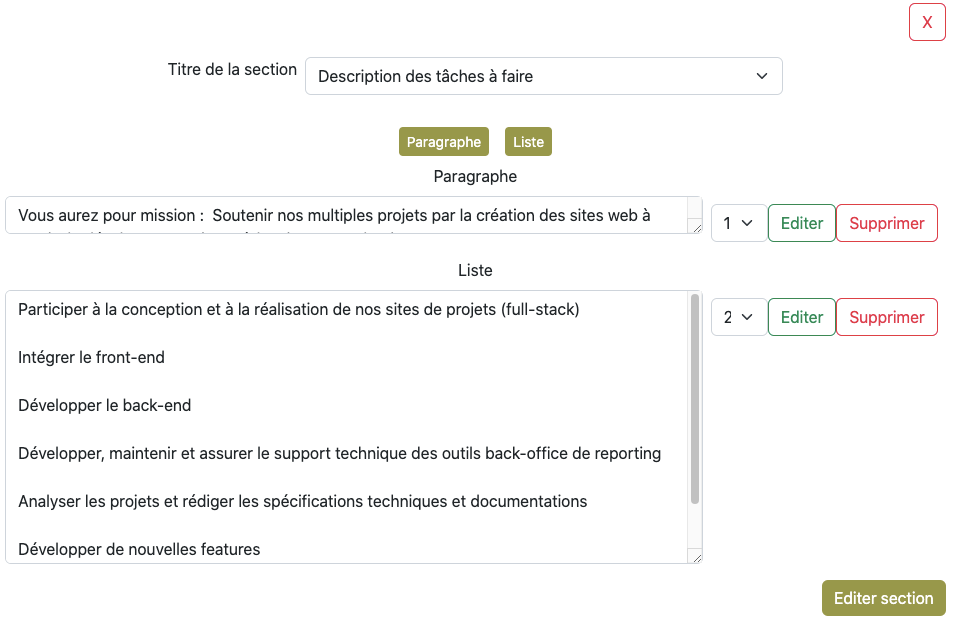 X
Titre de la section Description des tâches à faire
Paragraphe Liste
Paragraphe
Vous aurez pour mission :  Soutenir nos multiples projets par la création des sites web à
1 Editer Supprimer
Liste
Participer à la conception et à la réalisation de nos sites de projets (full-stack)
2 Editer Supprimer
Intégrer le front-end
Développer le back-end
Développer, maintenir et assurer le support technique des outils back-office de reporting
Analyser les projets et rédiger les spécifications techniques et documentations
Développer de nouvelles features
Editer section